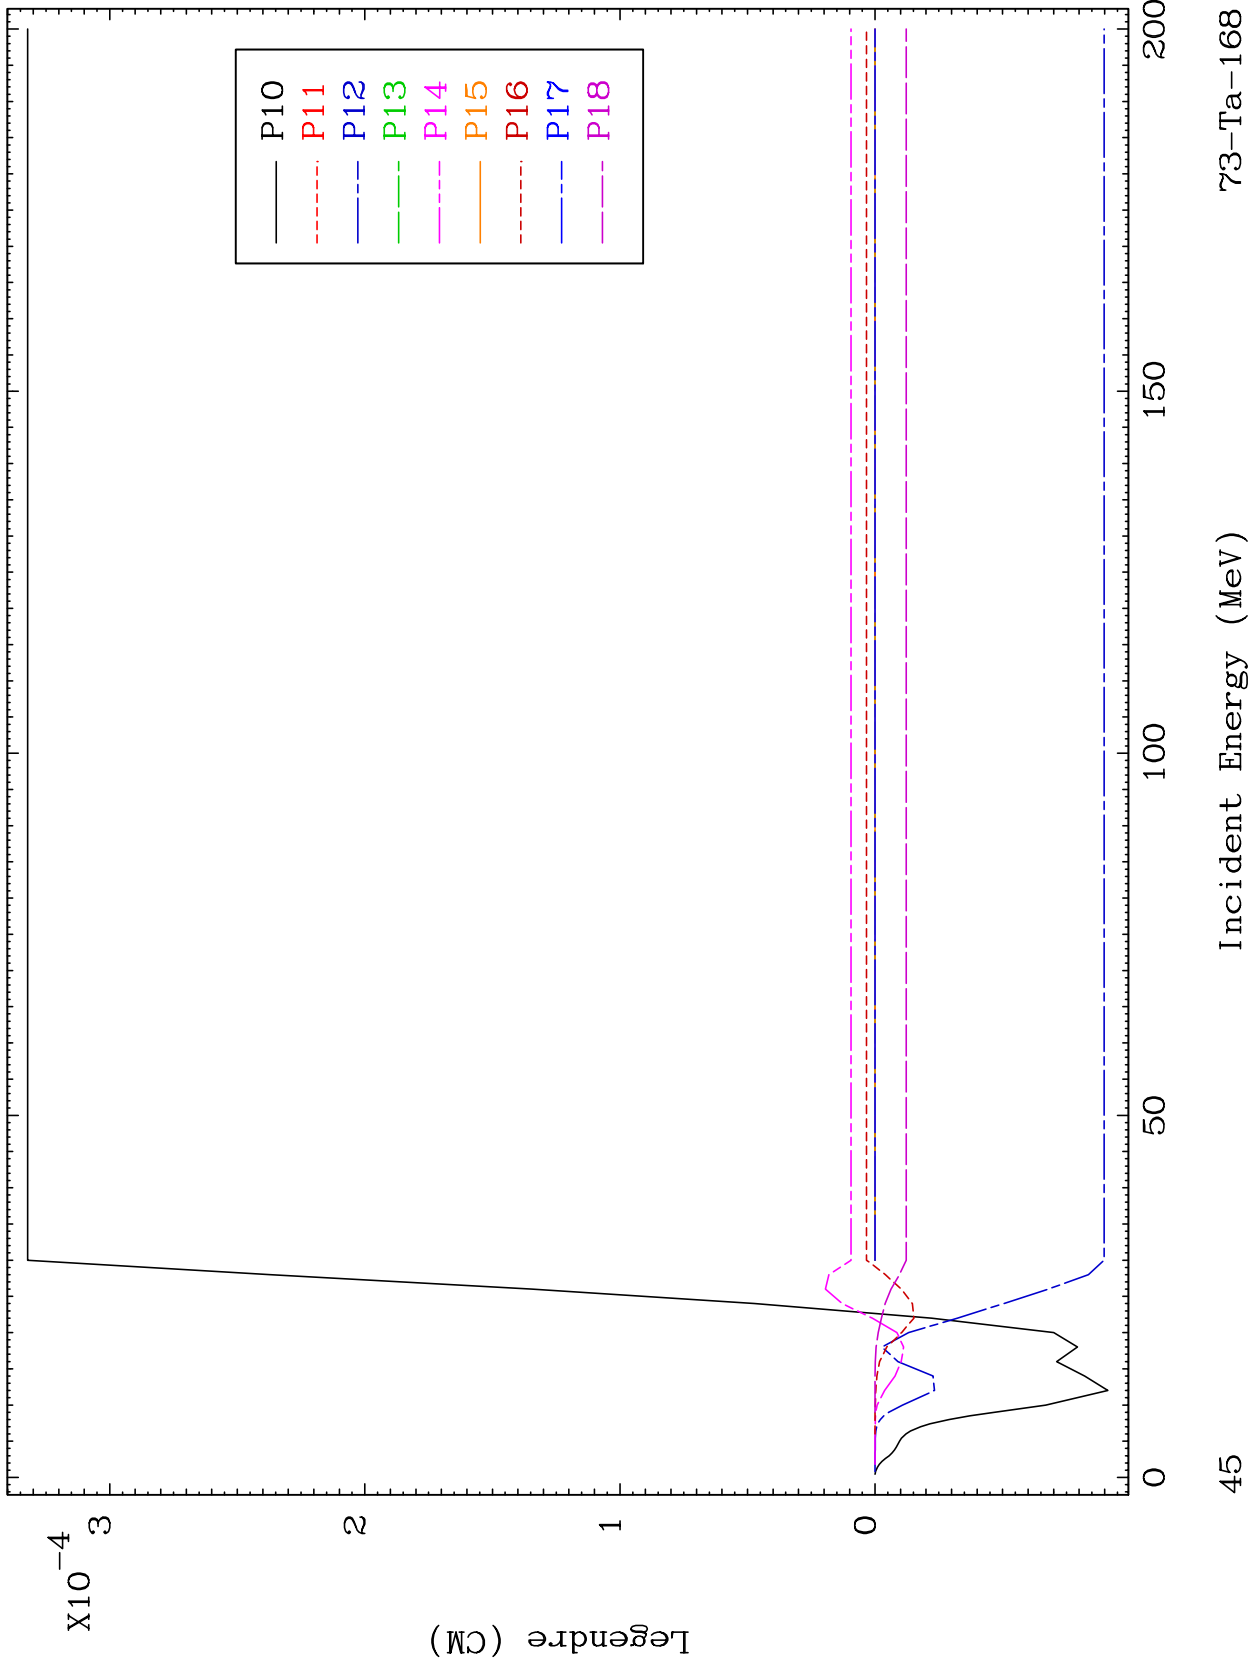 X10⁻⁴
3
2
1
0
Legendre (CM)
P10
P11
P12
P13
P14
P15
P16
P17
P18
0
50
100
150
200
Incident Energy (MeV)
45
73-Ta-168